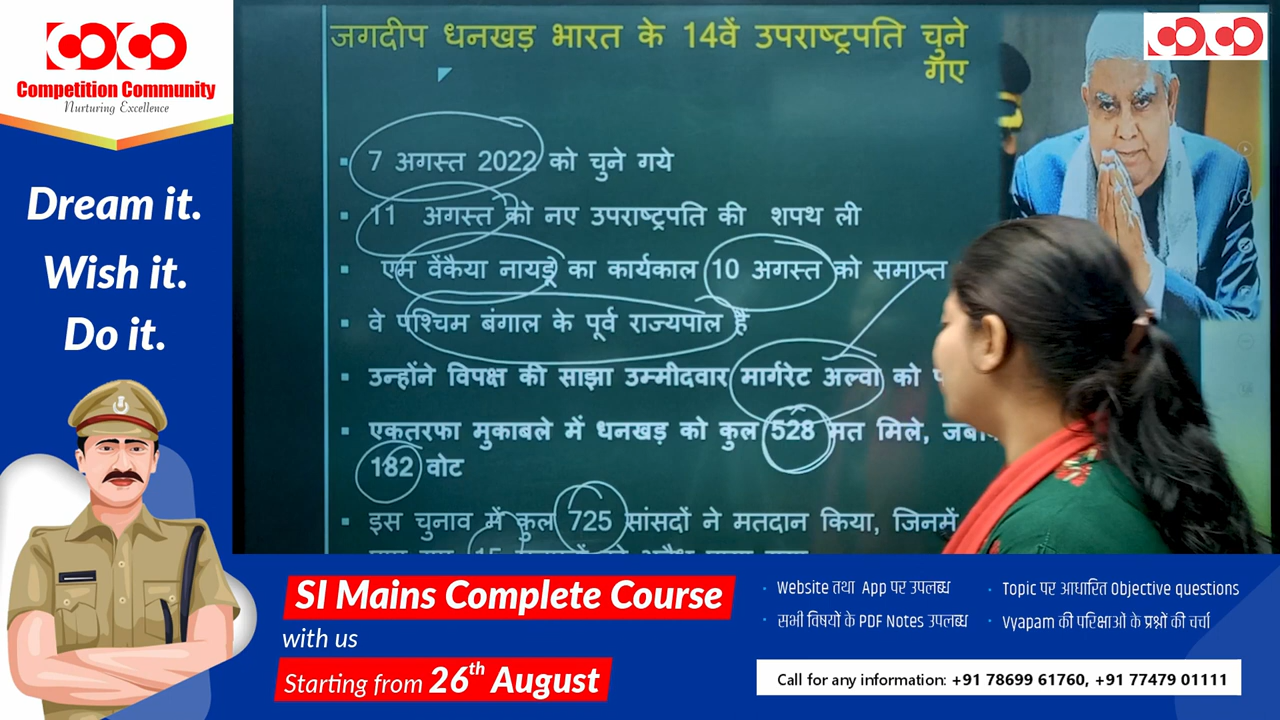 COCO
Competition Community
Nurturing Excellence
Dream it.
Wish it.
Do it.
जगदीप धनखड़ भारत के 14वें उपराष्ट्रपति चुने
गए
COCO
7 अगस्त 2022 को चुने गये
11 अगस्त को नए उपराष्ट्रपति की शपथ ली
एम वेंकैया नायडू का कार्यकाल 10 अगस्त को समाप्त
वे पश्चिम बंगाल के पूर्व राज्यपाल हैं
उन्होंने विपक्ष की साझा उम्मीदवार मार्गरेट अल्वा को
एकतरफा मुकाबले में धनखड़ को कुल 528 मत मिले,
182 वोट
इस चुनाव में कुल 725 सांसदों ने मतदान किया, जिनमें
15
SI Mains Complete Course
with us
Starting from 26th August
Website तथा App पर उपलब्ध
सभी विषयों के PDF Notes उपलब्ध
Topic पर आधारित Objective questions
Vyapam की परिक्षाओं के प्रश्नों की चर्चा
Call for any information: +91 78699 61760, +91 77479 01111